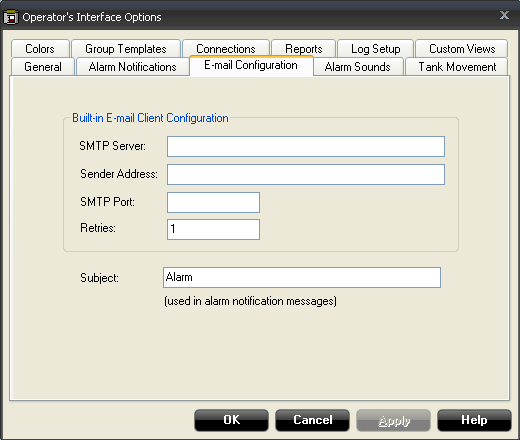 Operator's Interface Options
Colors Group Templates Connections Reports Log Setup Custom Views
General Alarm Notifications E-mail Configuration Alarm Sounds Tank Movement
Built-in E-mail Client Configuration
SMTP Server:
Sender Address:
SMTP Port:
Retries: 1
Subject: Alarm
(used in alarm notification messages)
OK Cancel Apply Help